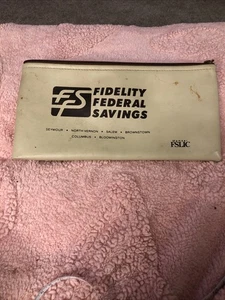 FS FIDELITY
FEDERAL
SAVINGS
SEYMOUR • NORTH VERNON • SALEM • BROWNSTOWN
COLUMBUS • BLOOMINGTON
FSLIC